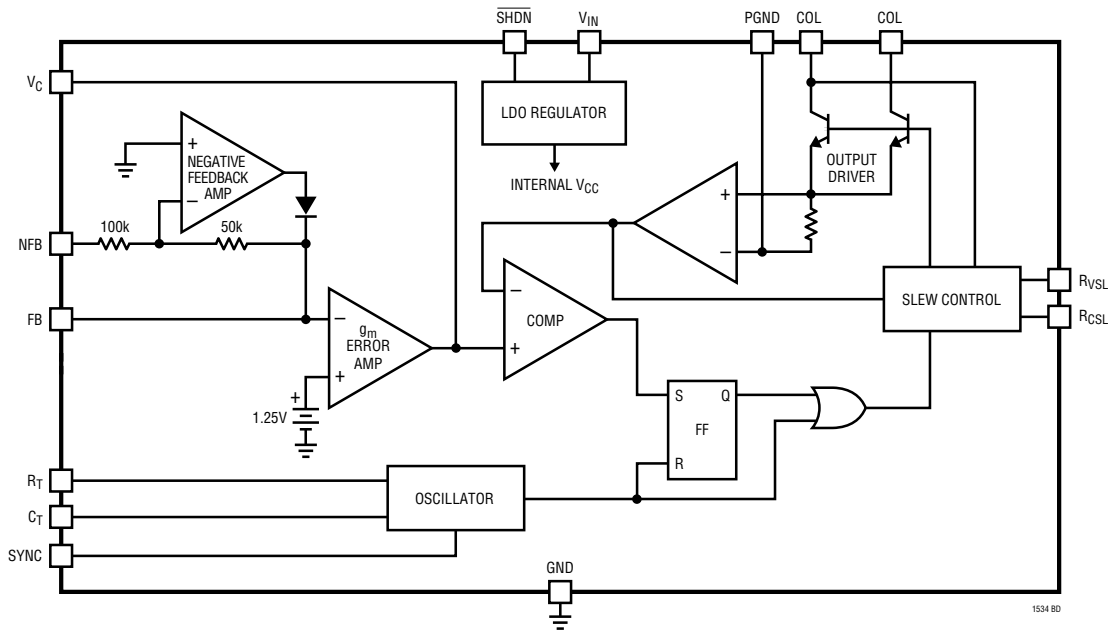 SHDN
VIN
PGND
COL
COL
VC
LDO REGULATOR
+
NEGATIVE
FEEDBACK
AMP
−
OUTPUT
DRIVER
INTERNAL VCC
+
100k
50k
NFB
−
RVSL
SLEW CONTROL
−
COMP
+
RCSL
FB
−
gm
ERROR
AMP
+
+
1.25V
S
Q
FF
R
RT
OSCILLATOR
CT
SYNC
GND
1534 BD